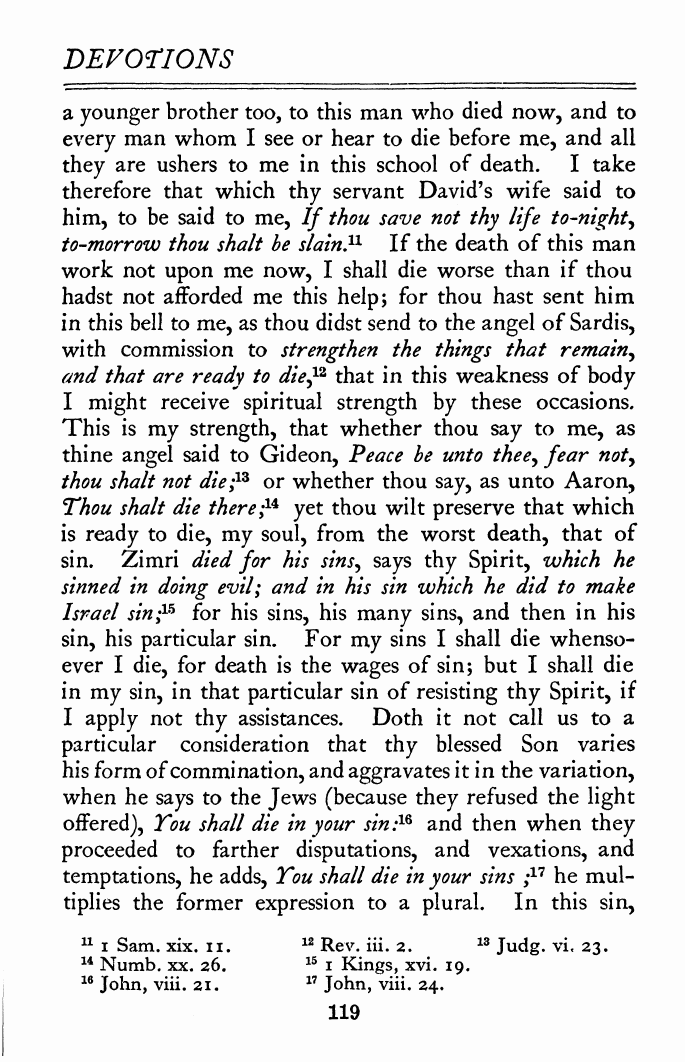 DEVOTIONS
a younger brother too, to this man who died now, and to
every man whom I see or hear to die before me, and all
they are ushers to me in this school of death. I take
therefore that which thy servant David's wife said to
him, to be said to me, If thou save not thy life to-night,
to-morrow thou shalt be slain.¹¹ If the death of this man
work not upon me now, I shall die worse than if thou
hadst not afforded me this help; for thou hast sent him
in this bell to me, as thou didst send to the angel of Sardis,
with commission to strengthen the things that remain,
and that are ready to die,¹² that in this weakness of body
I might receive spiritual strength by these occasions.
This is my strength, that whether thou say to me, as
thine angel said to Gideon, Peace be unto thee, fear not,
thou shalt not die;¹³ or whether thou say, as unto Aaron,
Thou shalt die there;¹⁴ yet thou wilt preserve that which
is ready to die, my soul, from the worst death, that of
sin. Zimri died for his sins, says thy Spirit, which he
sinned in doing evil; and in his sin which he did to make
Israel sin;¹⁵ for his sins, his many sins, and then in his
sin, his particular sin. For my sins I shall die whenso-
ever I die, for death is the wages of sin; but I shall die
in my sin, in that particular sin of resisting thy Spirit, if
I apply not thy assistances. Doth it not call us to a
particular consideration that thy blessed Son varies
his form of commination, and aggravates it in the variation,
when he says to the Jews (because they refused the light
offered), You shall die in your sin:¹⁶ and then when they
proceeded to farther disputations, and vexations, and
temptations, he adds, You shall die in your sins ;¹⁷ he mul-
tiplies the former expression to a plural. In this sin,
¹¹ 1 Sam. xix. 11. ¹² Rev. iii. 2. ¹³ Judg. vi. 23.
¹⁴ Numb. xx. 26. ¹⁵ 1 Kings, xvi. 19.
¹⁶ John, viii. 21. ¹⁷ John, viii. 24.
119